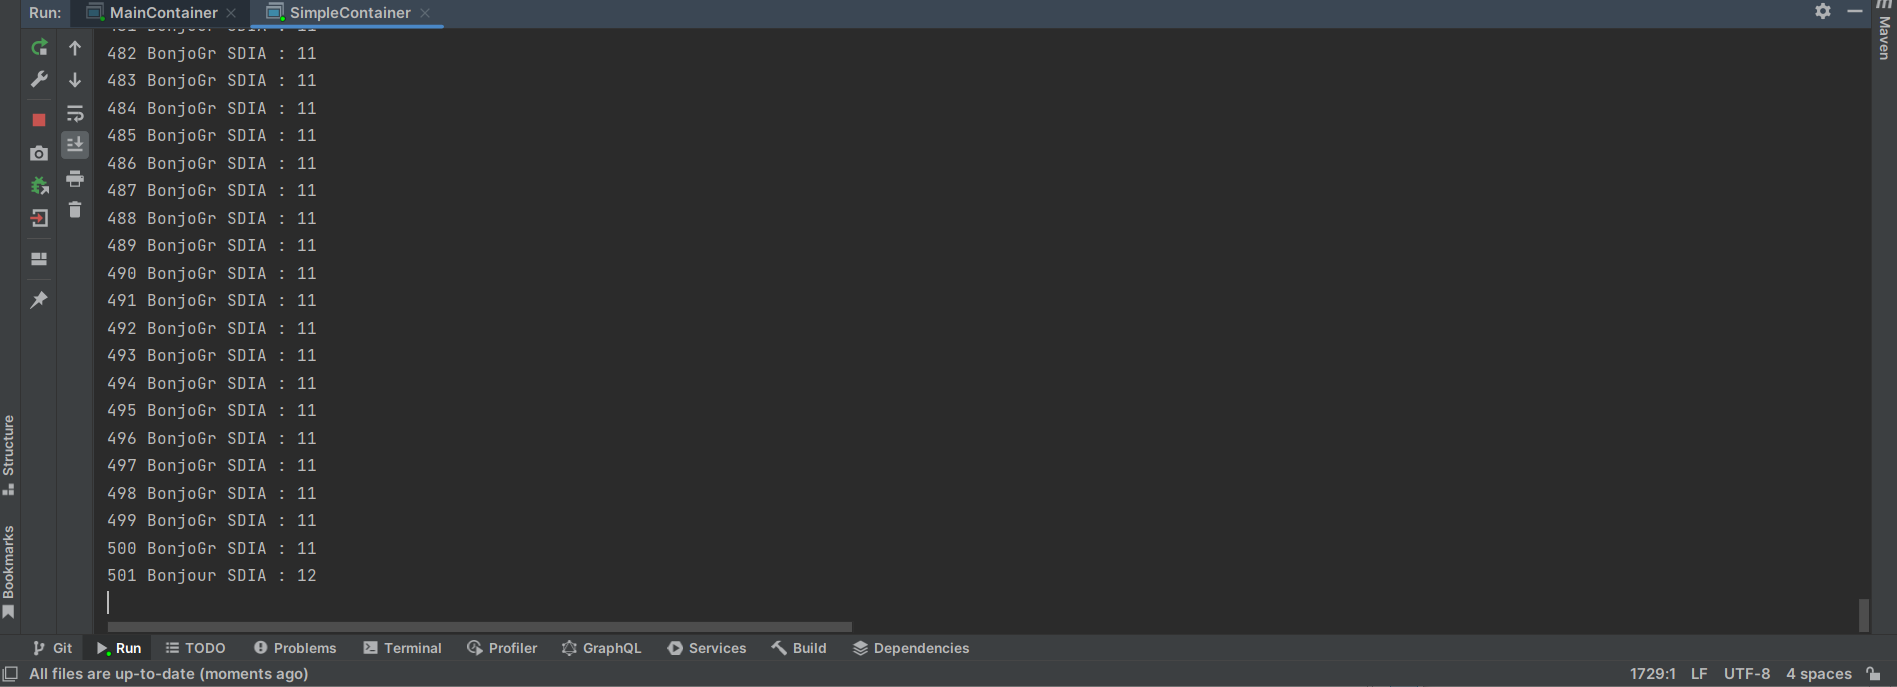 Run: MainContainer SimpleContainer
481 BonjoGr SDIA : 11
482 BonjoGr SDIA : 11
483 BonjoGr SDIA : 11
484 BonjoGr SDIA : 11
485 BonjoGr SDIA : 11
486 BonjoGr SDIA : 11
487 BonjoGr SDIA : 11
488 BonjoGr SDIA : 11
489 BonjoGr SDIA : 11
490 BonjoGr SDIA : 11
491 BonjoGr SDIA : 11
492 BonjoGr SDIA : 11
493 BonjoGr SDIA : 11
494 BonjoGr SDIA : 11
495 BonjoGr SDIA : 11
496 BonjoGr SDIA : 11
497 BonjoGr SDIA : 11
498 BonjoGr SDIA : 11
499 BonjoGr SDIA : 11
500 BonjoGr SDIA : 11
501 Bonjour SDIA : 12
Structure
Bookmarks
Maven
Git Run TODO Problems Terminal Profiler GraphQL Services Build Dependencies
All files are up-to-date (moments ago) 1729:1 LF UTF-8 4 spaces